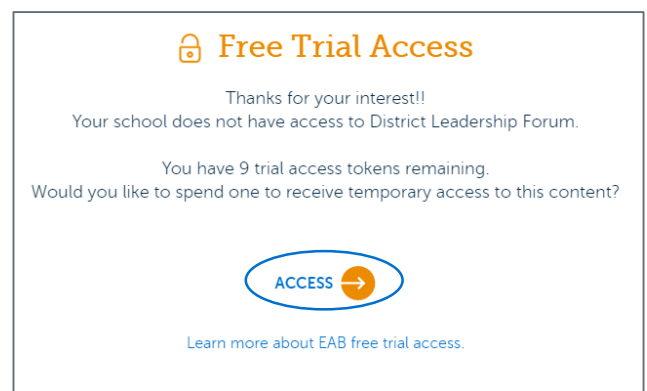 Free Trial Access
Thanks for your interest!!
Your school does not have access to District Leadership Forum.
You have 9 trial access tokens remaining.
Would you like to spend one to receive temporary access to this content?
ACCESS
Learn more about EAB free trial access.